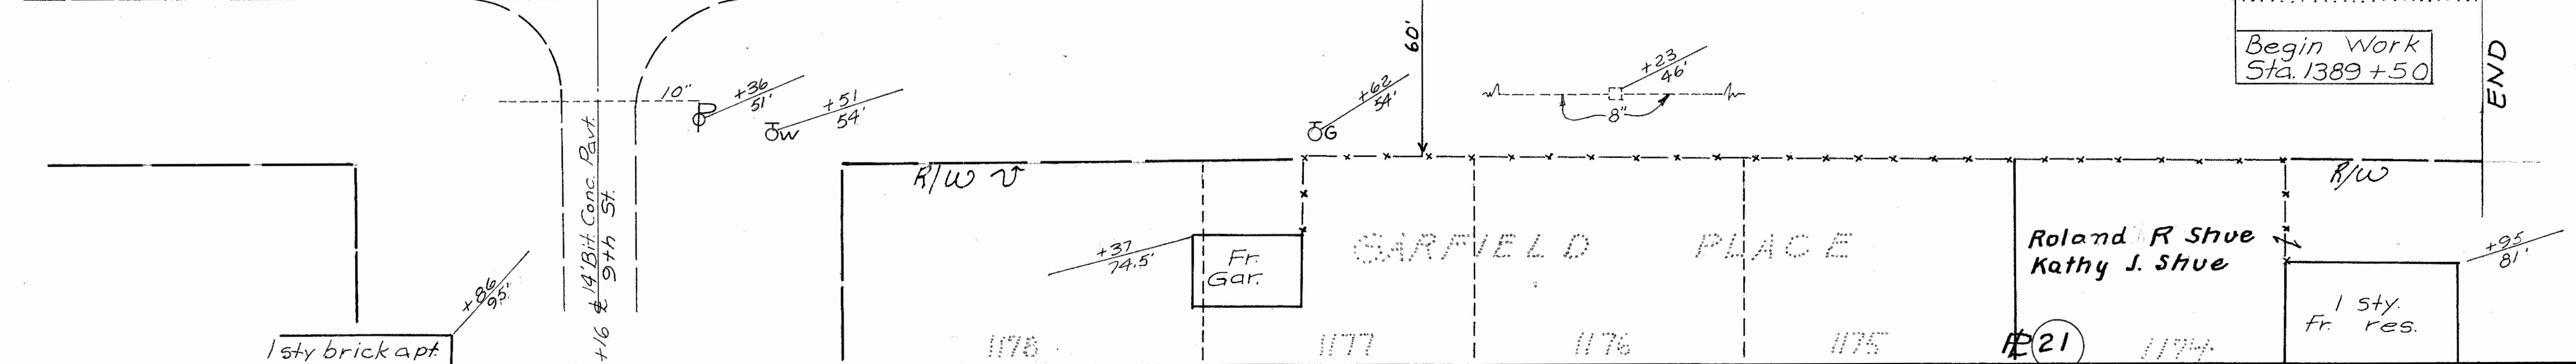 60'
+23
46'
Begin Work
Sta. 1389+50
END
10"
+36
51'
+51
54'
W
+62
54'
G
8"
R/W
R/W
14' Bit. Conc. Pavt.
9th St.
+16
+86
95'
1 sty brick apt.
+37
74.5'
Fr.
Gar.
GARFIELD PLACE
Roland R Shue
Kathy J. Shue
+95
81'
1 sty.
Fr. res.
1178
1177
1176
1175
21
1174